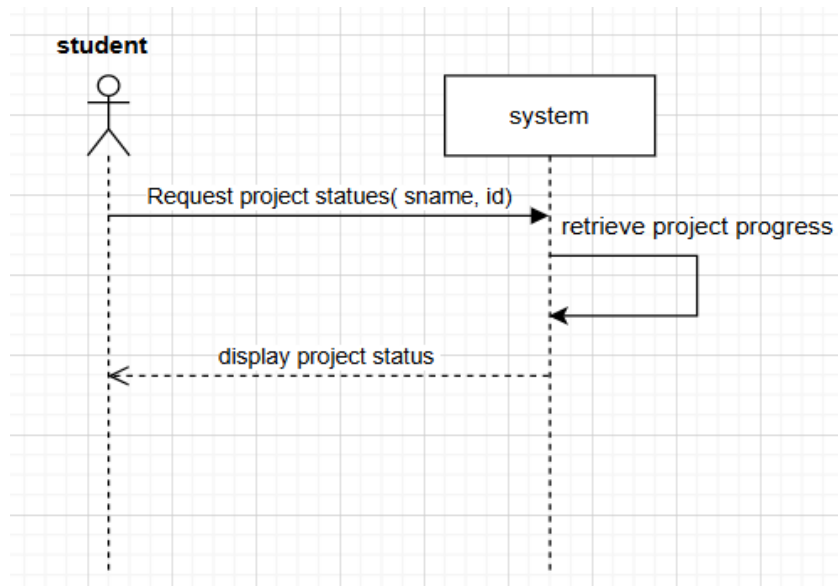 student
system
Request project statues( sname, id)
retrieve project progress
display project status